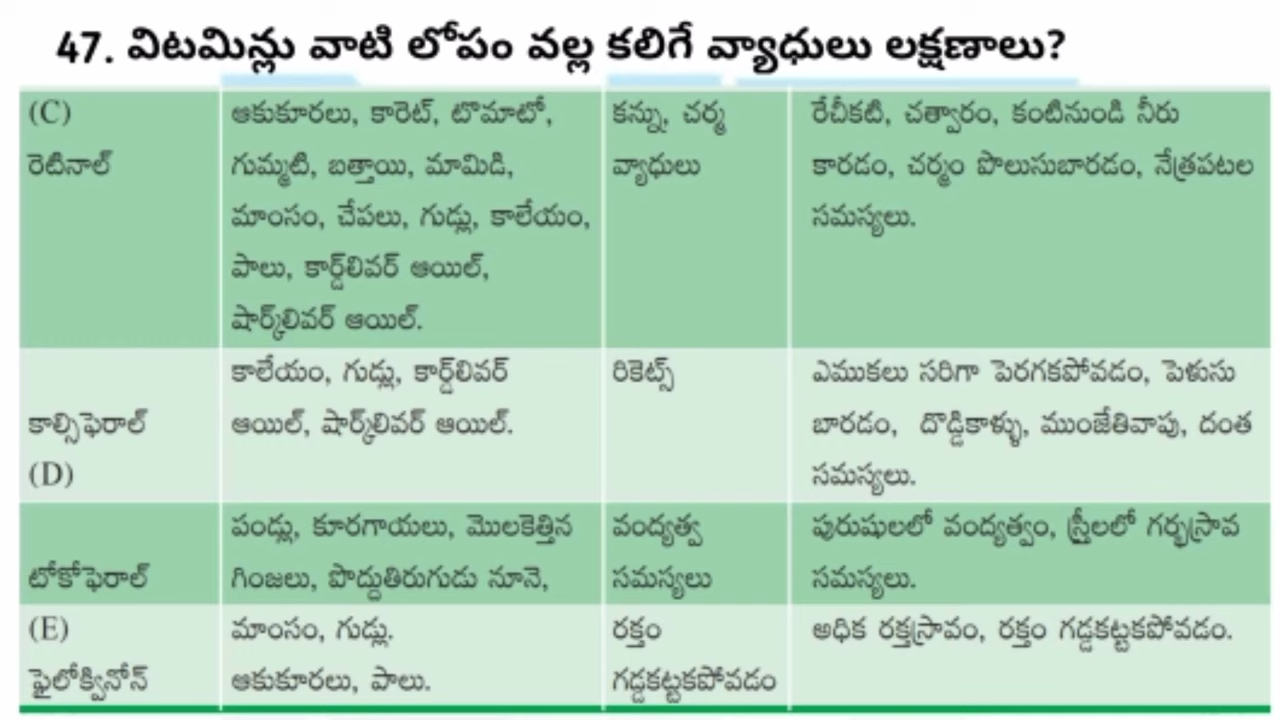 47. విటమిన్లు వాటి లోపం వల్ల కలిగే వ్యాధులు లక్షణాలు?
(C) ఆకుకూరలు, కారెట్, టొమాటో, కన్ను, చర్మ రేచీకటి, చత్వారం, కంటినుండి నీరు
రెటినాల్ గుమ్మటి, బత్తాయి, మామిడి, వ్యాధులు కారడం, చర్మం పొలుసుబారడం, నేత్రపటల
మాంసం, చేపలు, గుడ్లు, కాలేయం, సమస్యలు.
పాలు, కార్డ్‌లివర్ ఆయిల్,
షార్క్‌లివర్ ఆయిల్.
కాలేయం, గుడ్లు, కార్డ్‌లివర్ రికెట్స్ ఎముకలు సరిగా పెరగకపోవడం, పెళుసు
కాల్సిఫెరాల్ ఆయిల్, షార్క్‌లివర్ ఆయిల్. బారడం, దొడ్డికాళ్ళు, ముంజేతివాపు, దంత
(D) సమస్యలు.
పండ్లు, కూరగాయలు, మొలకెత్తిన వంద్యత్వ పురుషులలో వంద్యత్వం, స్త్రీలలో గర్భస్రావ
టోకోఫెరాల్ గింజలు, పొద్దుతిరుగుడు నూనె, సమస్యలు సమస్యలు.
(E) మాంసం, గుడ్లు. రక్తం అధిక రక్తస్రావం, రక్తం గడ్డకట్టకపోవడం.
ఫైలోక్వినోన్ ఆకుకూరలు, పాలు. గడ్డకట్టకపోవడం